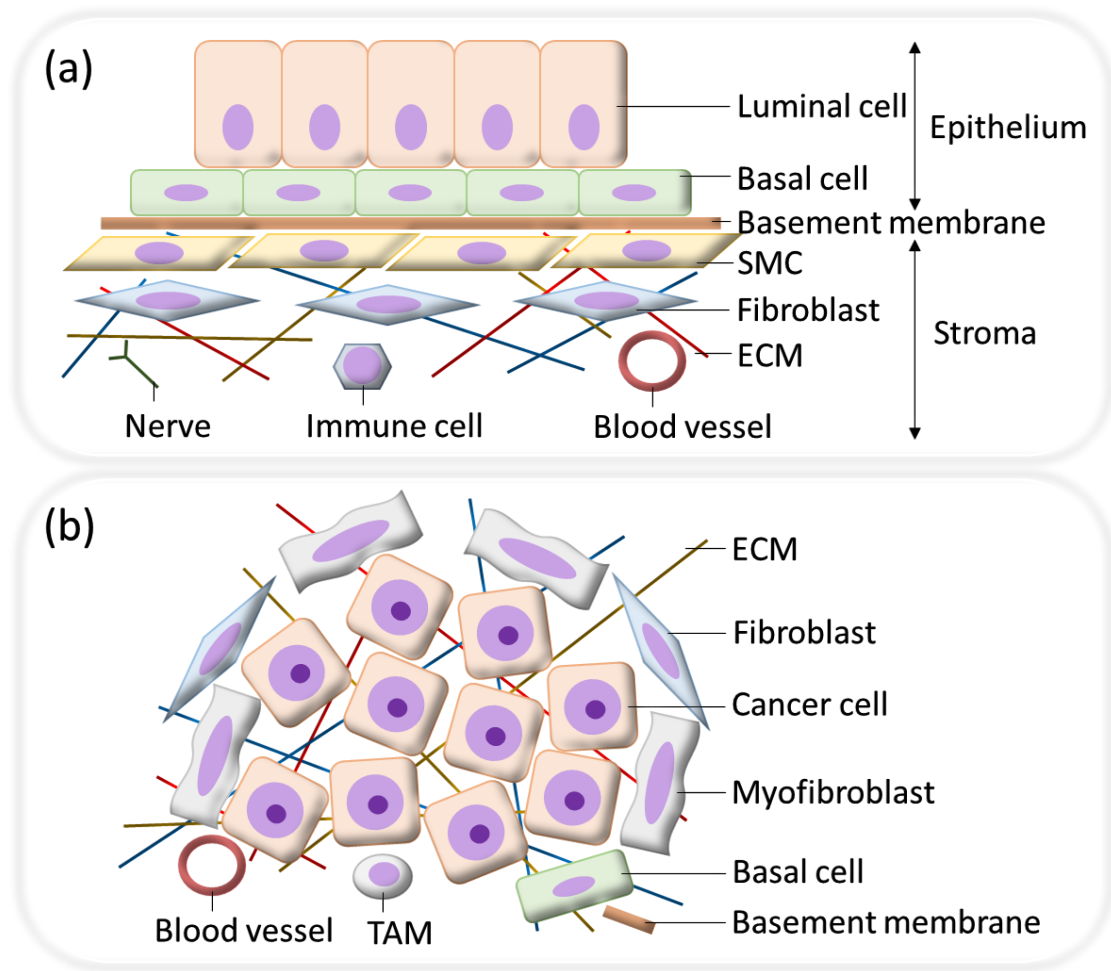 (a)
Luminal cell
Epithelium
Basal cell
Basement membrane
SMC
Fibroblast
Stroma
ECM
Nerve
Immune cell
Blood vessel
(b)
ECM
Fibroblast
Cancer cell
Myofibroblast
Basal cell
Basement membrane
Blood vessel
TAM